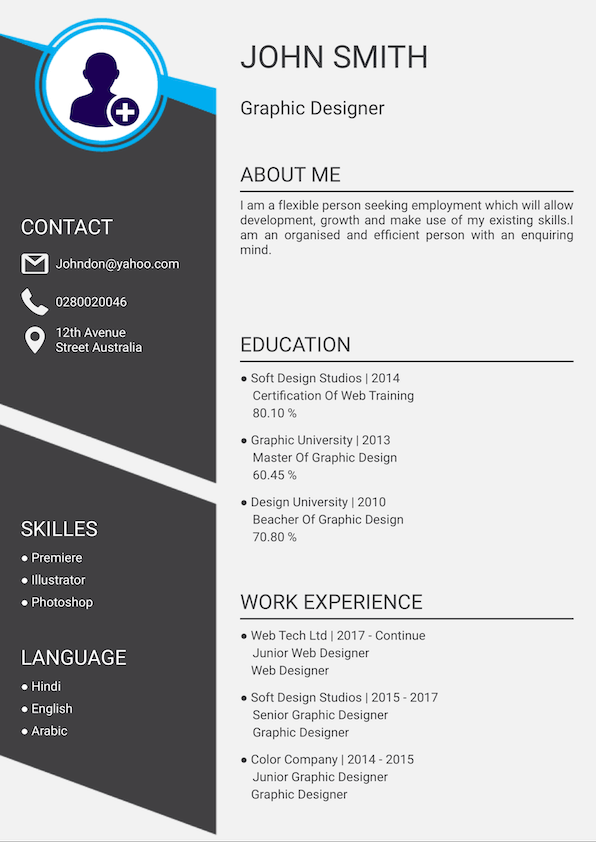 JOHN SMITH
Graphic Designer
ABOUT ME
I am a flexible person seeking employment which will allow
development, growth and make use of my existing skills.I
am an organised and efficient person with an enquiring
mind.
EDUCATION
● Soft Design Studios | 2014
Certification Of Web Training
80.10 %
● Graphic University | 2013
Master Of Graphic Design
60.45 %
● Design University | 2010
Beacher Of Graphic Design
70.80 %
WORK EXPERIENCE
● Web Tech Ltd | 2017 - Continue
Junior Web Designer
Web Designer
● Soft Design Studios | 2015 - 2017
Senior Graphic Designer
Graphic Designer
● Color Company | 2014 - 2015
Junior Graphic Designer
Graphic Designer
CONTACT
Johndon@yahoo.com
0280020046
12th Avenue
Street Australia
SKILLES
● Premiere
● Illustrator
● Photoshop
LANGUAGE
● Hindi
● English
● Arabic